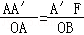 AA′/OA = A′F/OB